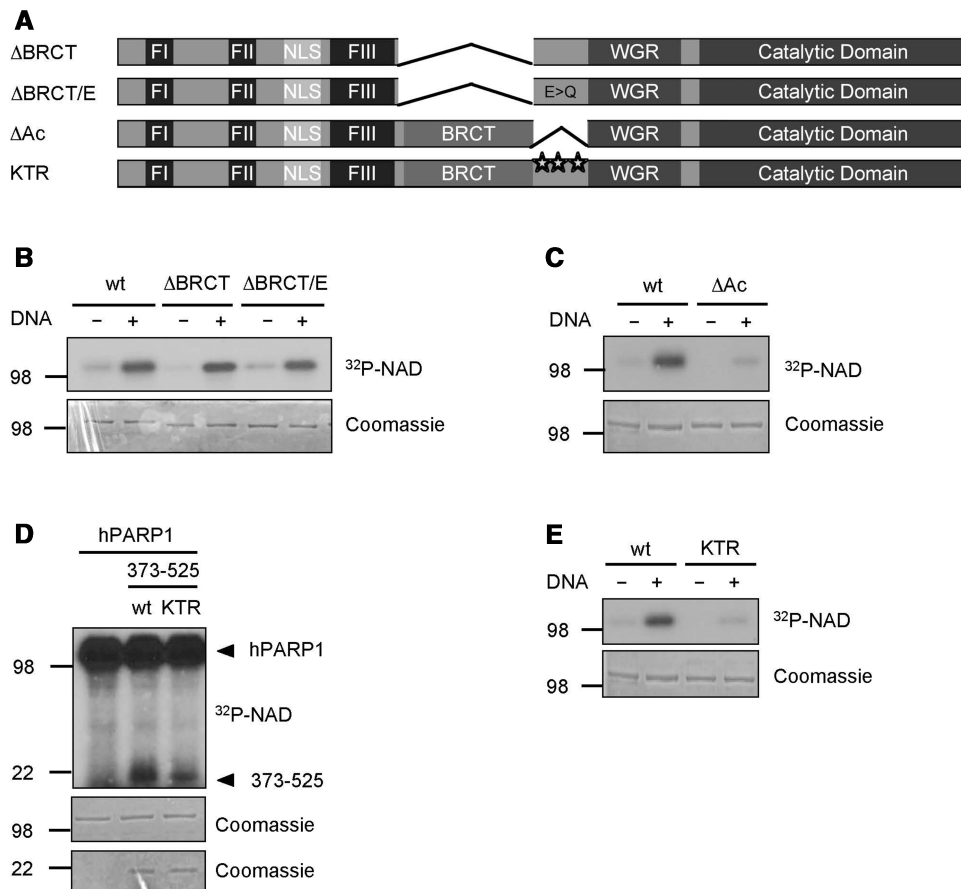 A
ΔBRCT FI FII NLS FIII WGR Catalytic Domain
ΔBRCT/E FI FII NLS FIII E>Q WGR Catalytic Domain
ΔAc FI FII NLS FIII BRCT WGR Catalytic Domain
KTR FI FII NLS FIII BRCT WGR Catalytic Domain
B
wt ΔBRCT ΔBRCT/E
DNA – + – + – +
98 ³²P-NAD
98 Coomassie
C
wt ΔAc
DNA – + – +
98 ³²P-NAD
98 Coomassie
D
hPARP1
373-525
wt KTR
hPARP1
98
³²P-NAD
22
373-525
98 Coomassie
22 Coomassie
E
wt KTR
DNA – + – +
98 ³²P-NAD
98 Coomassie